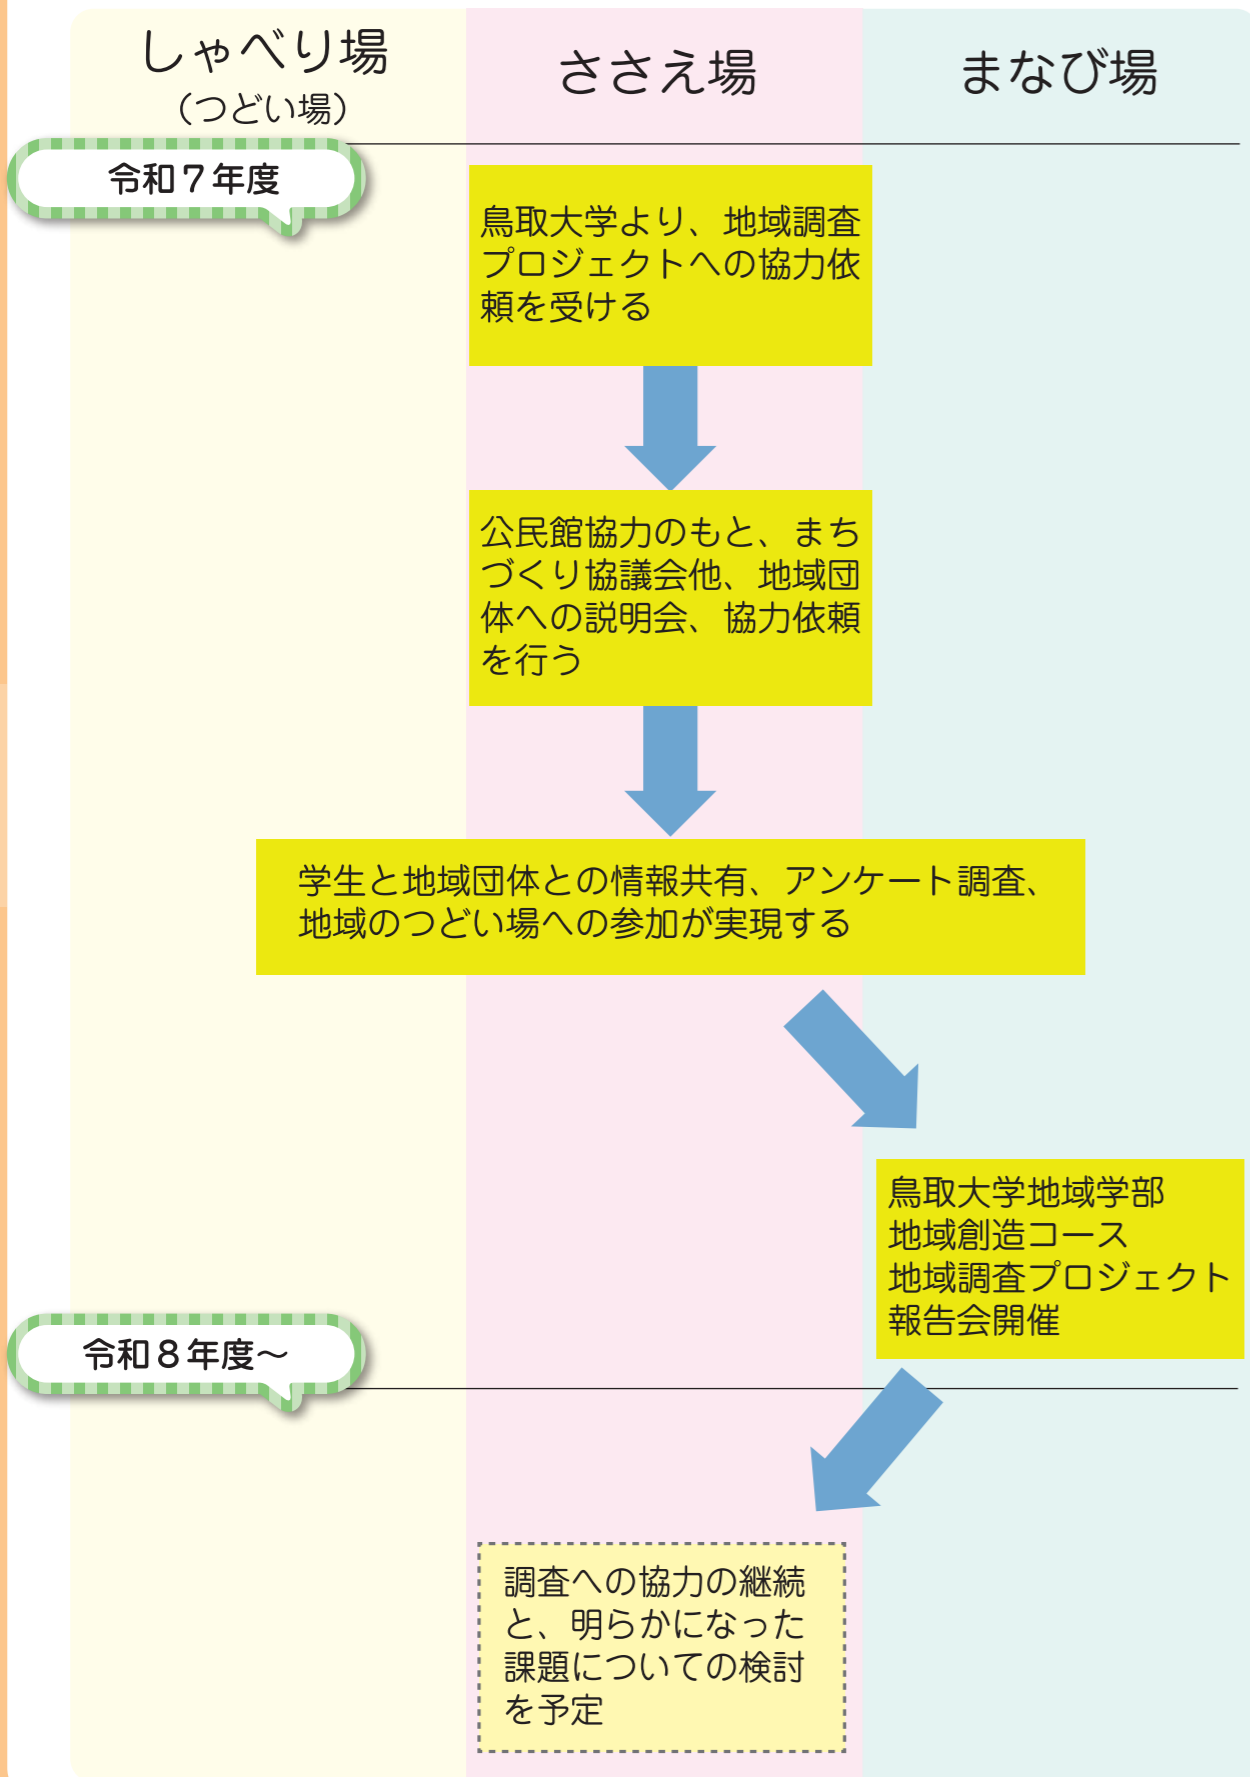 しゃべり場
（つどい場）
ささえ場
まなび場
令和７年度
鳥取大学より、地域調査
プロジェクトへの協力依
頼を受ける
公民館協力のもと、まち
づくり協議会他、地域団
体への説明会、協力依頼
を行う
学生と地域団体との情報共有、アンケート調査、
地域のつどい場への参加が実現する
鳥取大学地域学部
地域創造コース
地域調査プロジェクト
報告会開催
令和８年度～
調査への協力の継続
と、明らかになった
課題についての検討
を予定